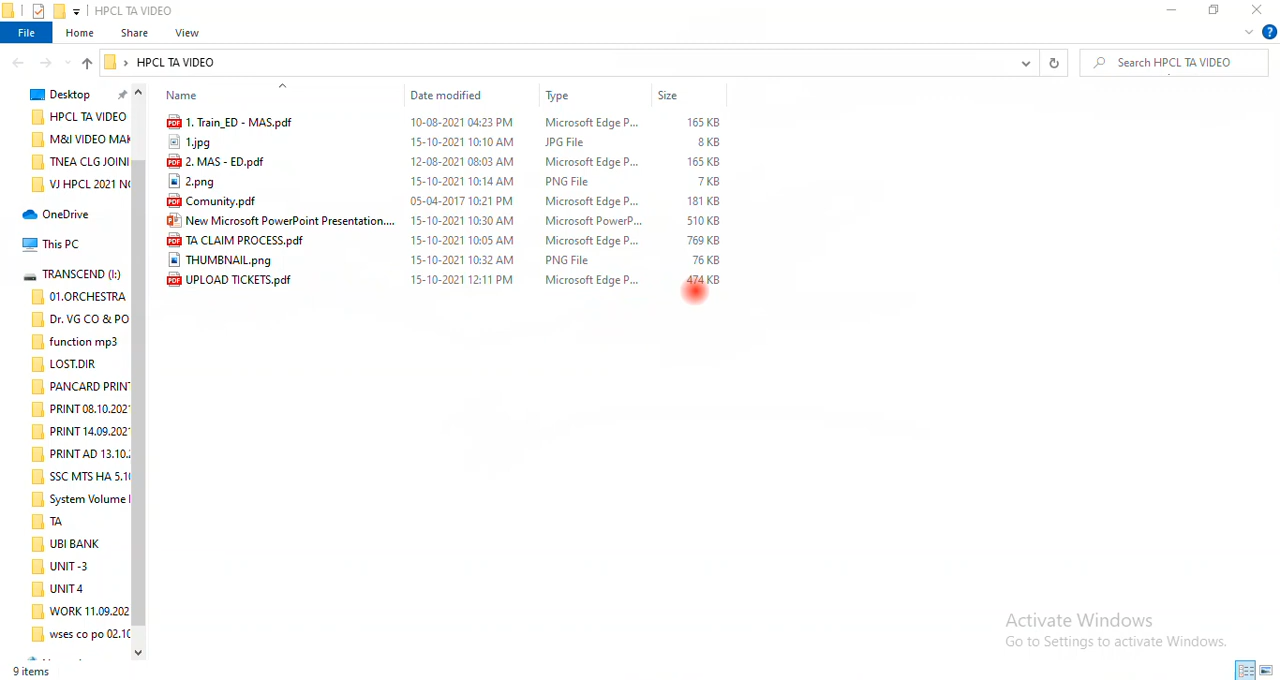 HPCL TA VIDEO
File Home Share View
HPCL TA VIDEO
Search HPCL TA VIDEO
Desktop
HPCL TA VIDEO
M&I VIDEO MAK
TNEA CLG JOINI
VJ HPCL 2021 NO
OneDrive
This PC
TRANSCEND (I:)
01.ORCHESTRA
Dr. VG CO & PO
function mp3
LOST.DIR
PANCARD PRINT
PRINT 08.10.2021
PRINT 14.09.2021
PRINT AD 13.10.2
SSC MTS HA 5.10
System Volume I
TA
UBI BANK
UNIT -3
UNIT 4
WORK 11.09.202
wses co po 02.10
Name Date modified Type Size
1. Train_ED - MAS.pdf 10-08-2021 04:23 PM Microsoft Edge P... 165 KB
1.jpg 15-10-2021 10:10 AM JPG File 8 KB
2. MAS - ED.pdf 12-08-2021 08:03 AM Microsoft Edge P... 165 KB
2.png 15-10-2021 10:14 AM PNG File 7 KB
Comunity.pdf 05-04-2017 10:21 PM Microsoft Edge P... 181 KB
New Microsoft PowerPoint Presentation.... 15-10-2021 10:30 AM Microsoft PowerP... 510 KB
TA CLAIM PROCESS.pdf 15-10-2021 10:05 AM Microsoft Edge P... 769 KB
THUMBNAIL.png 15-10-2021 10:32 AM PNG File 76 KB
UPLOAD TICKETS.pdf 15-10-2021 12:11 PM Microsoft Edge P... 474 KB
Activate Windows
Go to Settings to activate Windows.
9 items